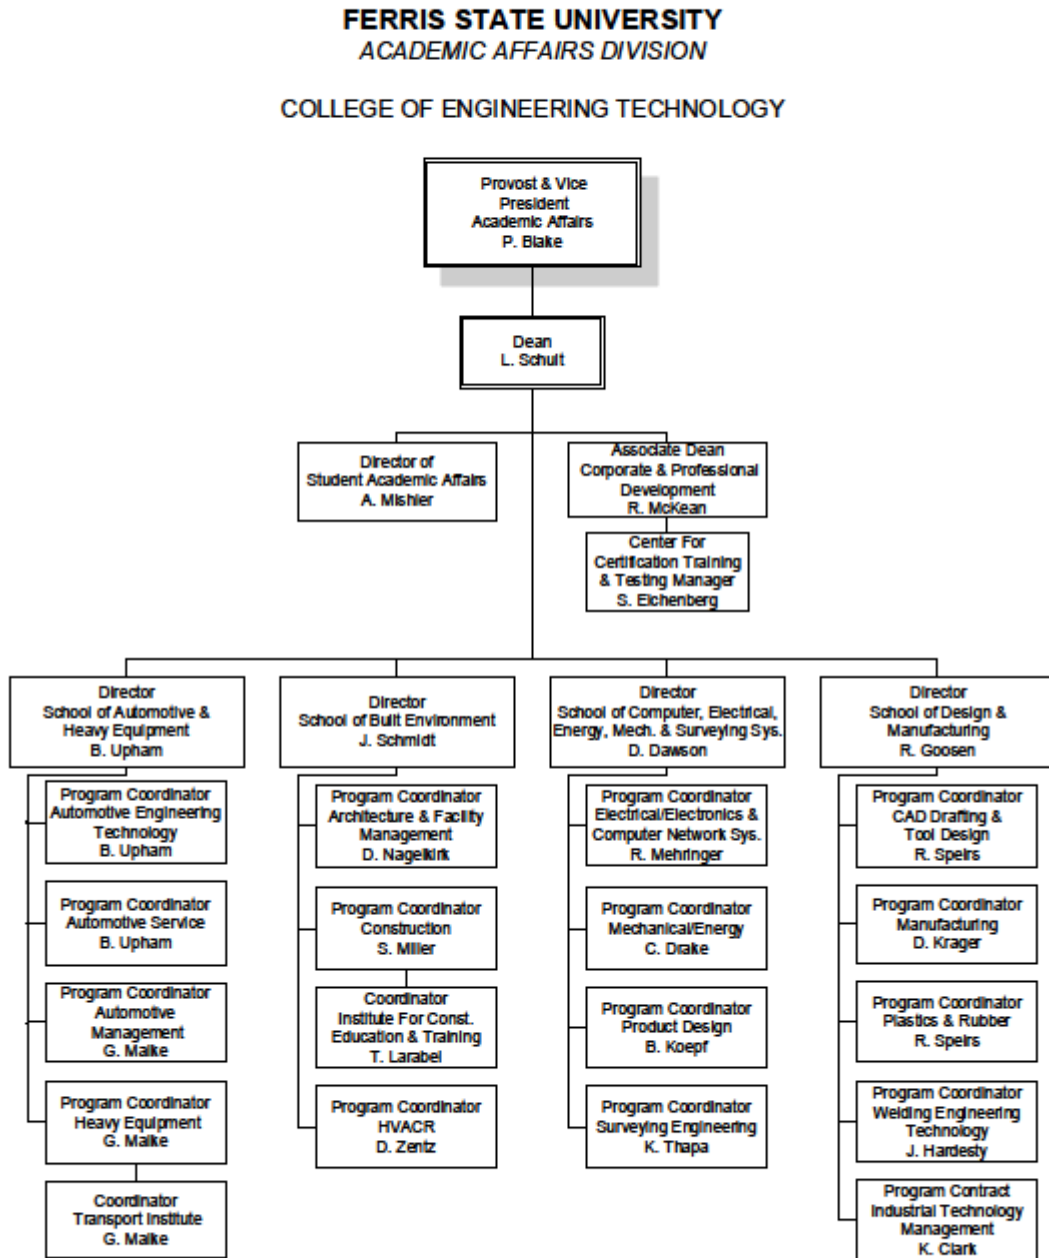 FERRIS STATE UNIVERSITY
ACADEMIC AFFAIRS DIVISION
COLLEGE OF ENGINEERING TECHNOLOGY
Provost & Vice
President
Academic Affairs
P. Blake
Dean
L. Schult
Director of
Student Academic Affairs
A. Mishler
Associate Dean
Corporate & Professional
Development
R. McKean
Center For
Certification Training
& Testing Manager
S. Eichenberg
Director
School of Automotive &
Heavy Equipment
B. Upham
Program Coordinator
Automotive Engineering
Technology
B. Upham
Program Coordinator
Automotive Service
B. Upham
Program Coordinator
Automotive
Management
G. Maike
Program Coordinator
Heavy Equipment
G. Maike
Coordinator
Transport Institute
G. Maike
Director
School of Built Environment
J. Schmidt
Program Coordinator
Architecture & Facility
Management
D. Nagelkirk
Program Coordinator
Construction
S. Miller
Coordinator
Institute For Const.
Education & Training
T. Larabel
Program Coordinator
HVACR
D. Zentz
Director
School of Computer, Electrical,
Energy, Mech. & Surveying Sys.
D. Dawson
Program Coordinator
Electrical/Electronics &
Computer Network Sys.
R. Mehringer
Program Coordinator
Mechanical/Energy
C. Drake
Program Coordinator
Product Design
B. Koepf
Program Coordinator
Surveying Engineering
K. Thapa
Director
School of Design &
Manufacturing
R. Goosen
Program Coordinator
CAD Drafting &
Tool Design
R. Speirs
Program Coordinator
Manufacturing
D. Krager
Program Coordinator
Plastics & Rubber
R. Speirs
Program Coordinator
Welding Engineering
Technology
J. Hardesty
Program Contract
Industrial Technology
Management
K. Clark